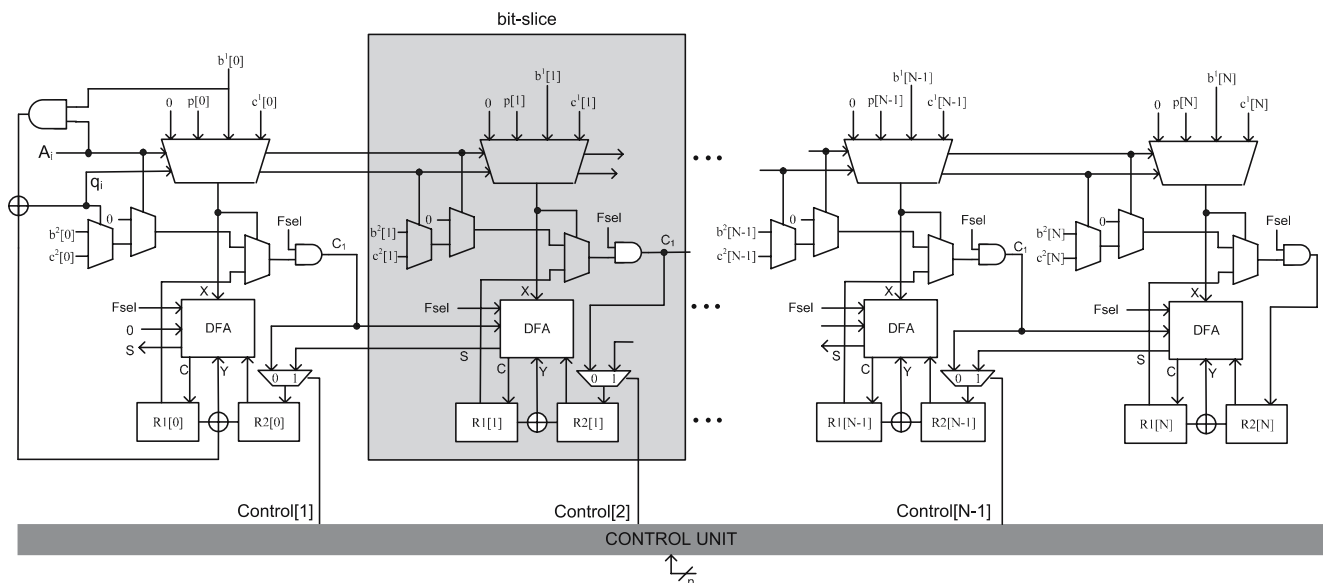 bit-slice
b¹[0]
0
p[0]
c¹[0]
Aᵢ
qᵢ
b²[0]
c²[0]
0
Fsel
C₁
X
Fsel
0
S
DFA
C
Y
0 1
R1[0]
R2[0]
b¹[1]
0
p[1]
c¹[1]
b²[1]
c²[1]
0
Fsel
C₁
X
Fsel
S
DFA
C
Y
0 1
R1[1]
R2[1]
...
...
...
b¹[N-1]
0
p[N-1]
c¹[N-1]
b²[N-1]
c²[N-1]
0
Fsel
C₁
X
Fsel
S
DFA
C
Y
0 1
R1[N-1]
R2[N-1]
b¹[N]
0
p[N]
c¹[N]
b²[N]
c²[N]
0
Fsel
X
Fsel
S
DFA
C
Y
R1[N]
R2[N]
Control[1]
Control[2]
Control[N-1]
CONTROL UNIT
n